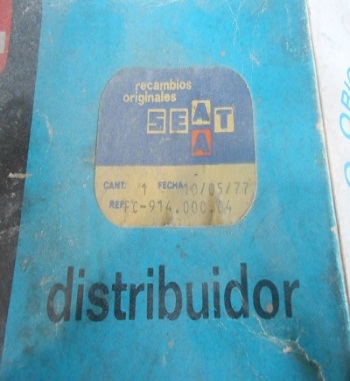 recambios
originales
SEAT
A
CANT. 1 FECHA 10/05/77
REF. FC-914.000.04
distribuidor